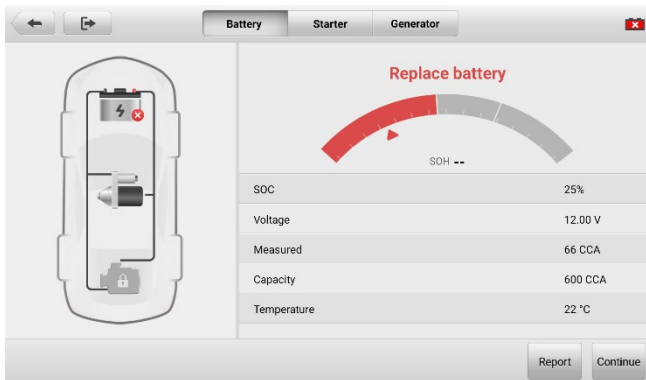 Battery Starter Generator
Replace battery
SOH --
SOC 25%
Voltage 12.00 V
Measured 66 CCA
Capacity 600 CCA
Temperature 22 °C
Report Continue